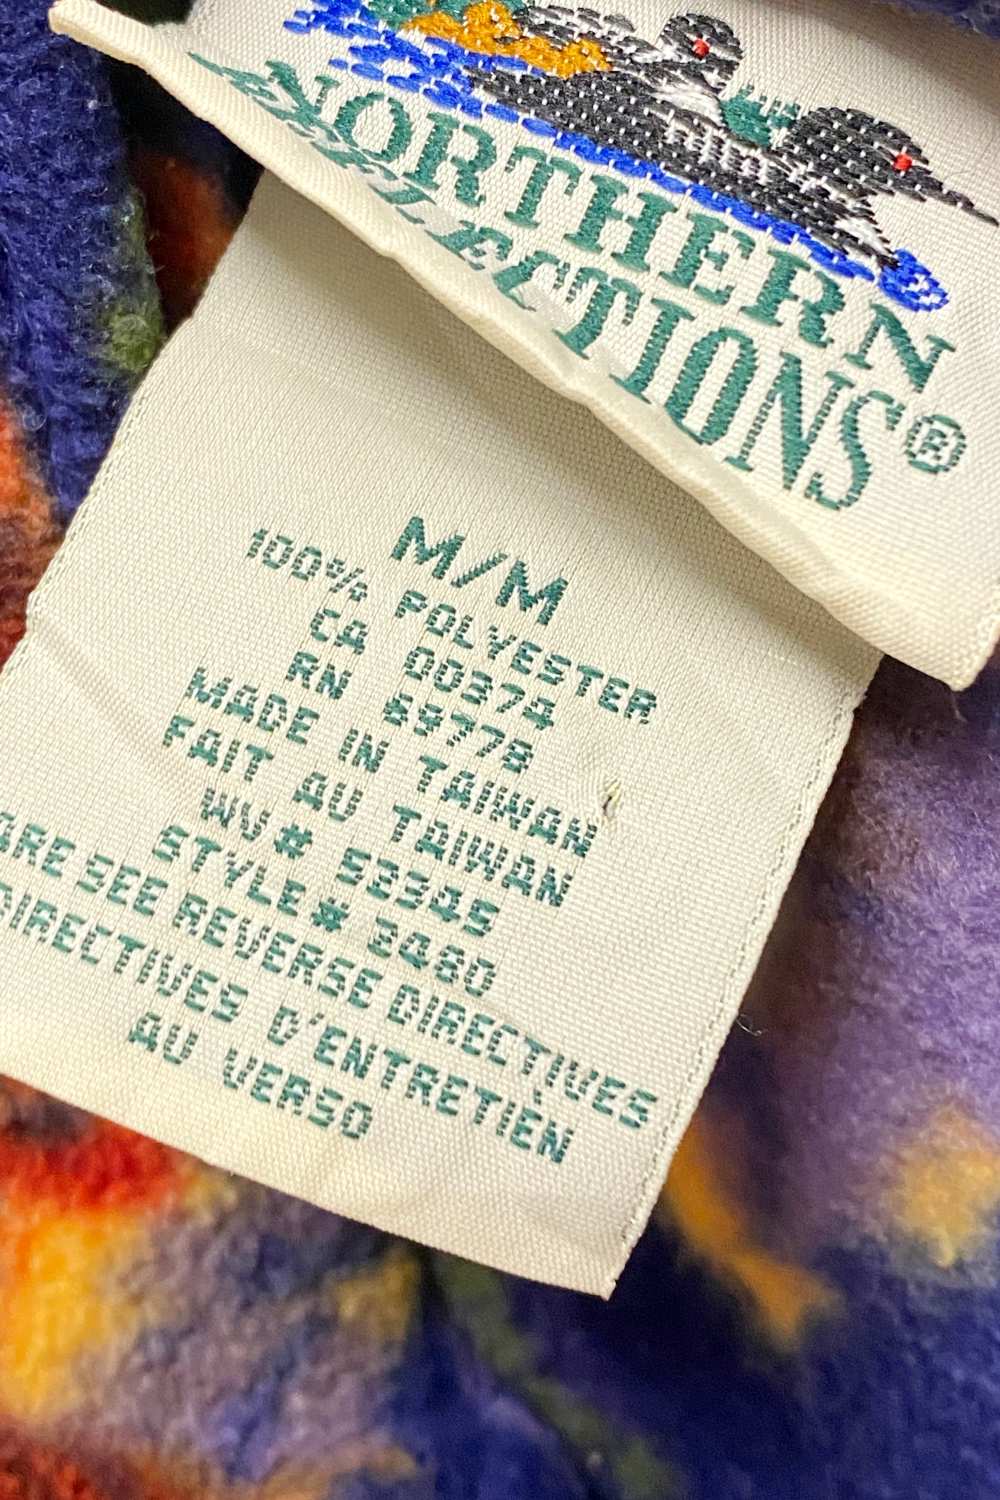 NORTHERN
REFLECTIONS®
M/M
100% POLYESTER
CA 00374
RN 69778
MADE IN TAIWAN
FAIT AU TAIWAN
WV# 53345
STYLE# 3480
CARE SEE REVERSE DIRECTIVES
DIRECTIVES D'ENTRETIEN
AU VERSO